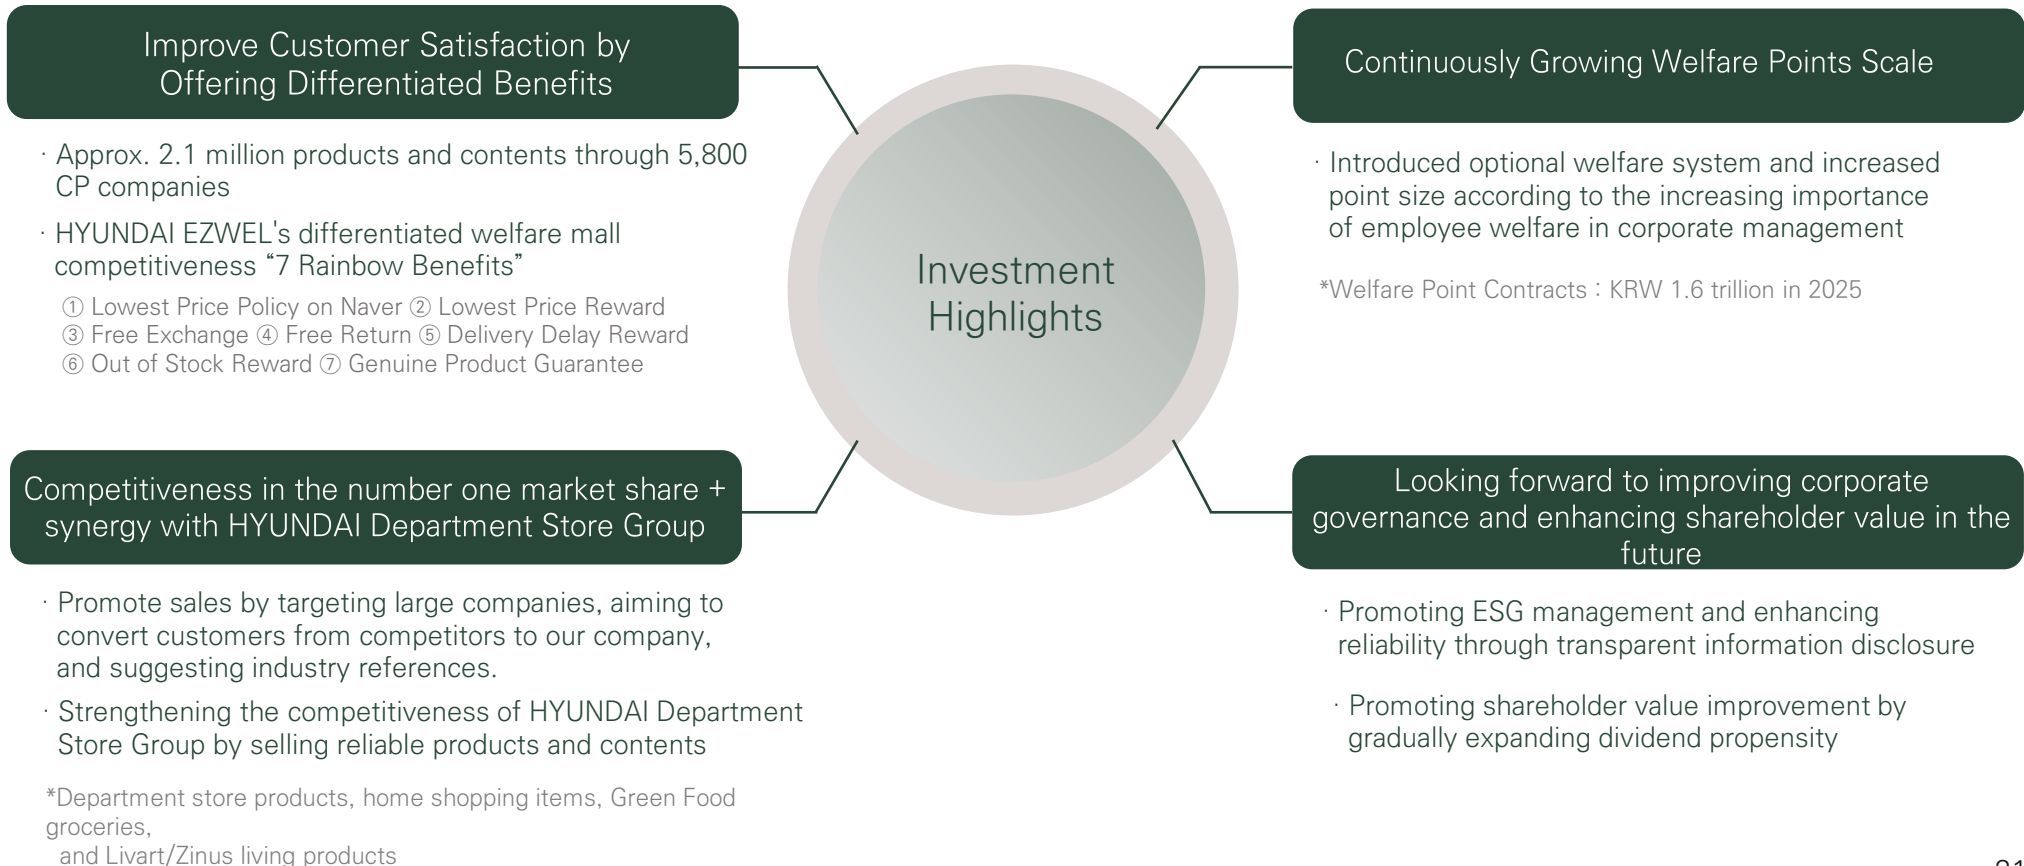 Improve Customer Satisfaction by
Offering Differentiated Benefits
· Approx. 2.1 million products and contents through 5,800
CP companies
· HYUNDAI EZWEL's differentiated welfare mall
competitiveness “7 Rainbow Benefits”
① Lowest Price Policy on Naver ② Lowest Price Reward
③ Free Exchange ④ Free Return ⑤ Delivery Delay Reward
⑥ Out of Stock Reward ⑦ Genuine Product Guarantee
Continuously Growing Welfare Points Scale
· Introduced optional welfare system and increased
point size according to the increasing importance
of employee welfare in corporate management
*Welfare Point Contracts : KRW 1.6 trillion in 2025
Investment
Highlights
Competitiveness in the number one market share +
synergy with HYUNDAI Department Store Group
· Promote sales by targeting large companies, aiming to
convert customers from competitors to our company,
and suggesting industry references.
· Strengthening the competitiveness of HYUNDAI Department
Store Group by selling reliable products and contents
*Department store products, home shopping items, Green Food
groceries,
and Livart/Zinus living products
Looking forward to improving corporate
governance and enhancing shareholder value in the
future
· Promoting ESG management and enhancing
reliability through transparent information disclosure
· Promoting shareholder value improvement by
gradually expanding dividend propensity